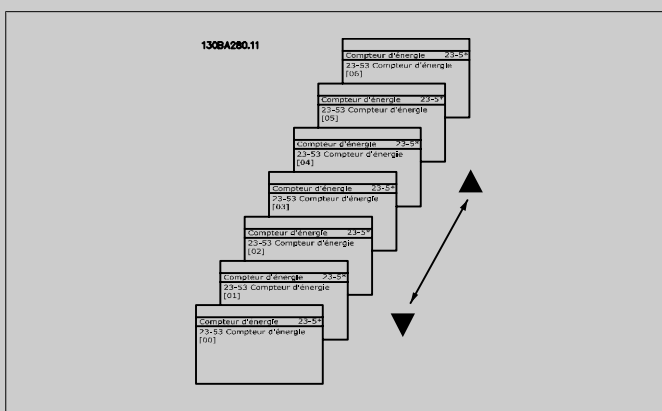 130BA280.11
Compteur d'énergie 23-5*
23-53 Compteur d'énergie
[06]
Compteur d'énergie 23-5*
23-53 Compteur d'énergie
[05]
Compteur d'énergie 23-5*
23-53 Compteur d'énergie
[04]
Compteur d'énergie 23-5*
23-53 Compteur d'énergie
[03]
Compteur d'énergie 23-5*
23-53 Compteur d'énergie
[02]
Compteur d'énergie 23-5*
23-53 Compteur d'énergie
[01]
Compteur d'energie 23-5*
23-53 Compteur d'énergie
[00]